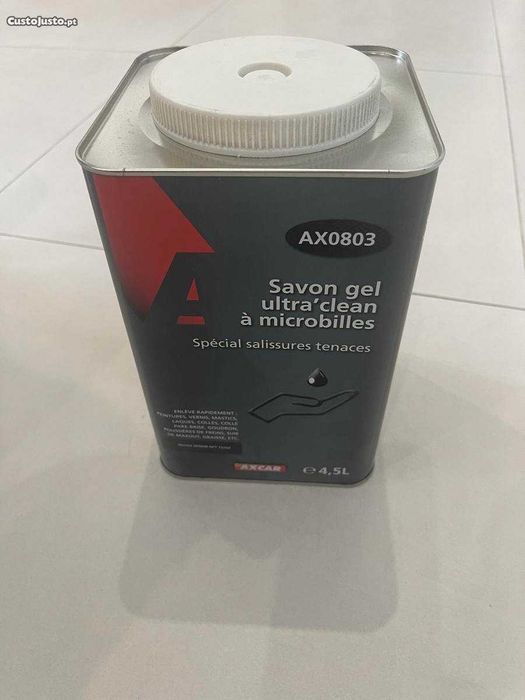 CustoJusto.pt
AX0803
Savon gel
ultra'clean
à microbilles
Spécial salissures tenaces
ENLÈVE RAPIDEMENT :
PEINTURES, VERNIS, MASTICS,
LAQUES, COLLES, COLLE
PARE-BRISE, GOUDRON,
POUSSIÈRES DE FREINS, SUIE
DE MAZOUT, GRAISSE, ETC.
AXCAR
℮ 4,5L